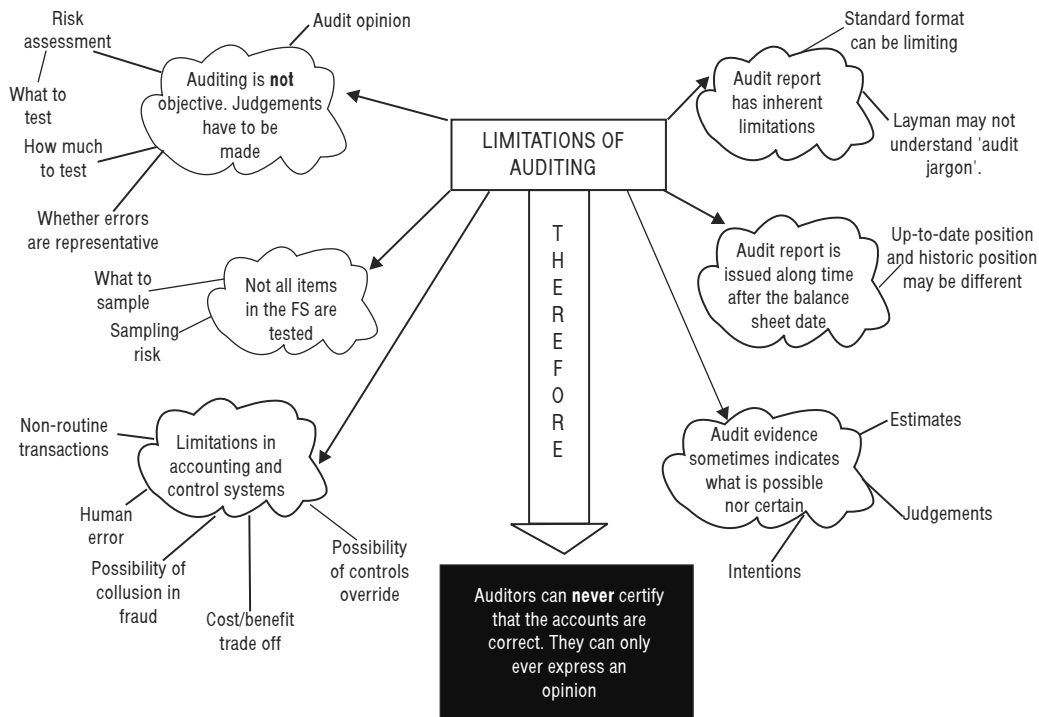 Risk
assessment
Audit opinion
What to
test
How much
to test
Whether errors
are representative
Auditing is not
objective. Judgements
have to be
made
LIMITATIONS OF
AUDITING
Standard format
can be limiting
Audit report
has inherent
limitations
Layman may not
understand 'audit
jargon'.
What to
sample
Sampling
risk
Not all items
in the FS are
tested
T
H
E
R
E
F
O
R
E
Audit report is
issued along time
after the balance
sheet date
Up-to-date position
and historic position
may be different
Non-routine
transactions
Limitations in
accounting and
control systems
Human
error
Possibility of
collusion in
fraud
Cost/benefit
trade off
Possibility
of controls
override
Audit evidence
sometimes indicates
what is possible
nor certain
Estimates
Judgements
Intentions
Auditors can never certify
that the accounts are
correct. They can only
ever express an
opinion